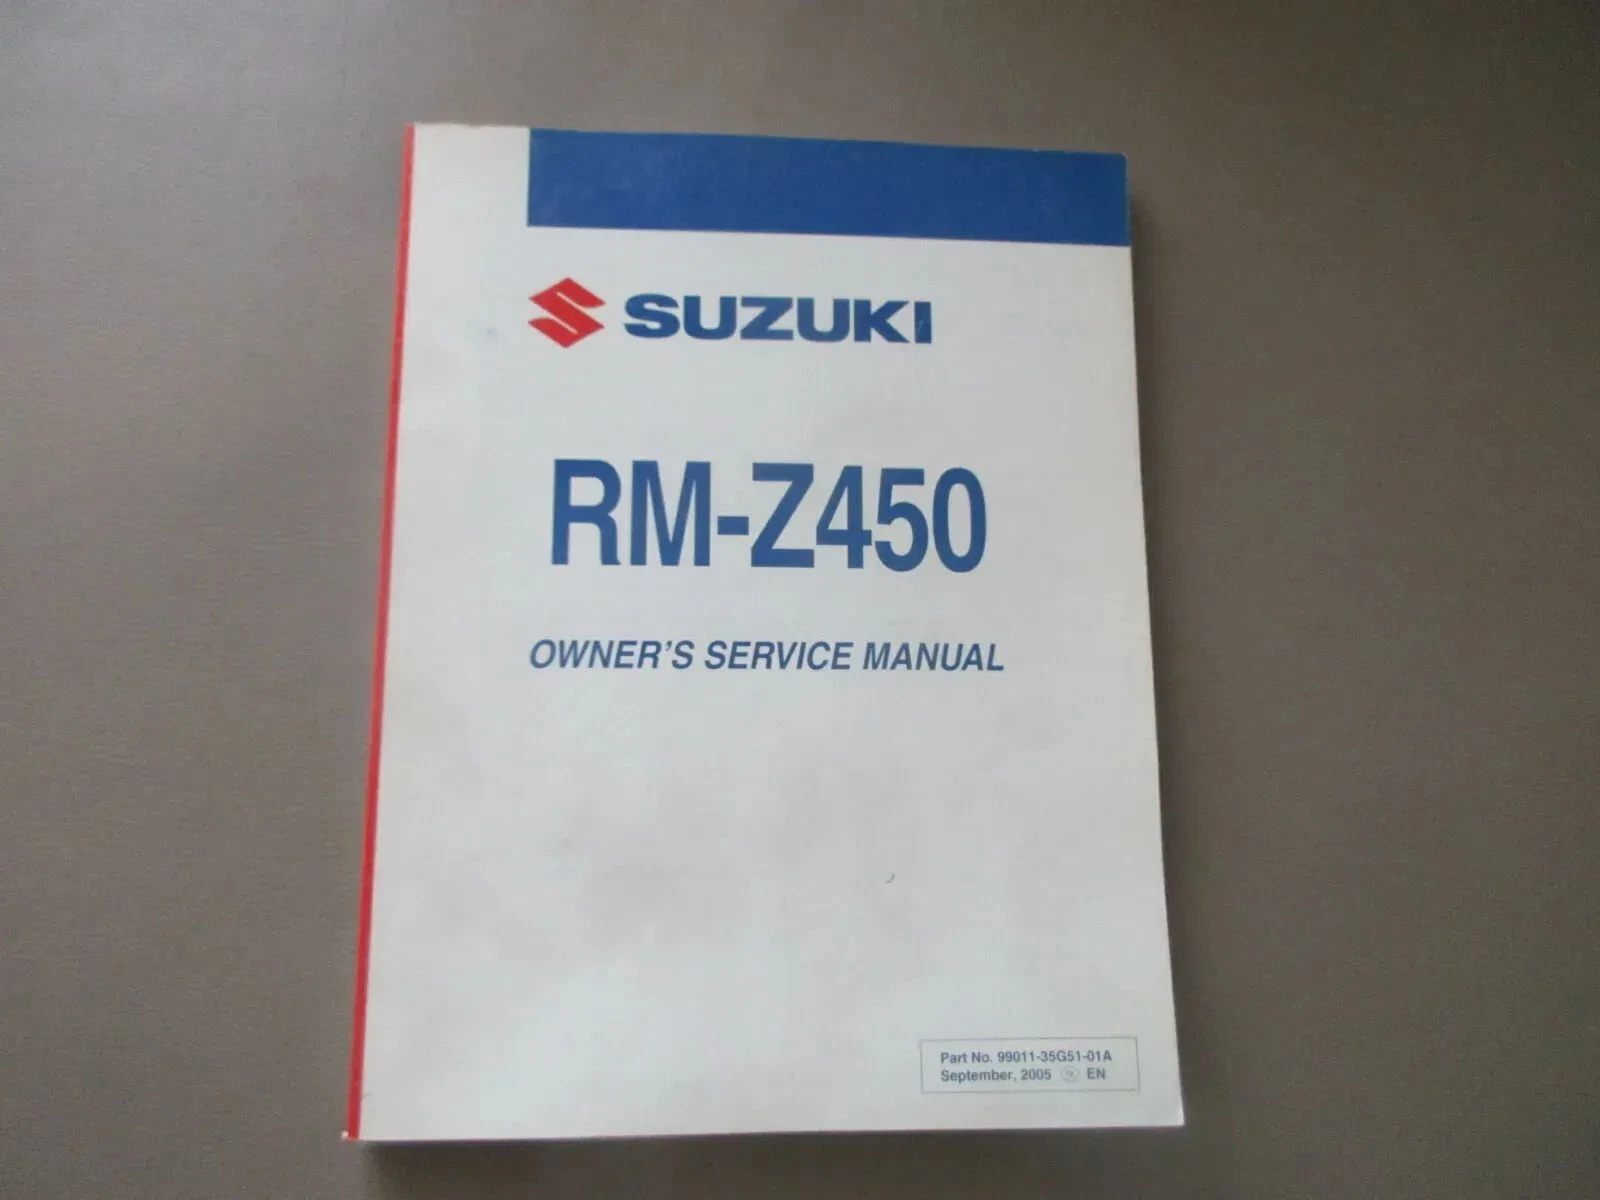 SUZUKI
RM-Z450
OWNER'S SERVICE MANUAL
Part No. 99011-35G51-01A
September, 2005 EN